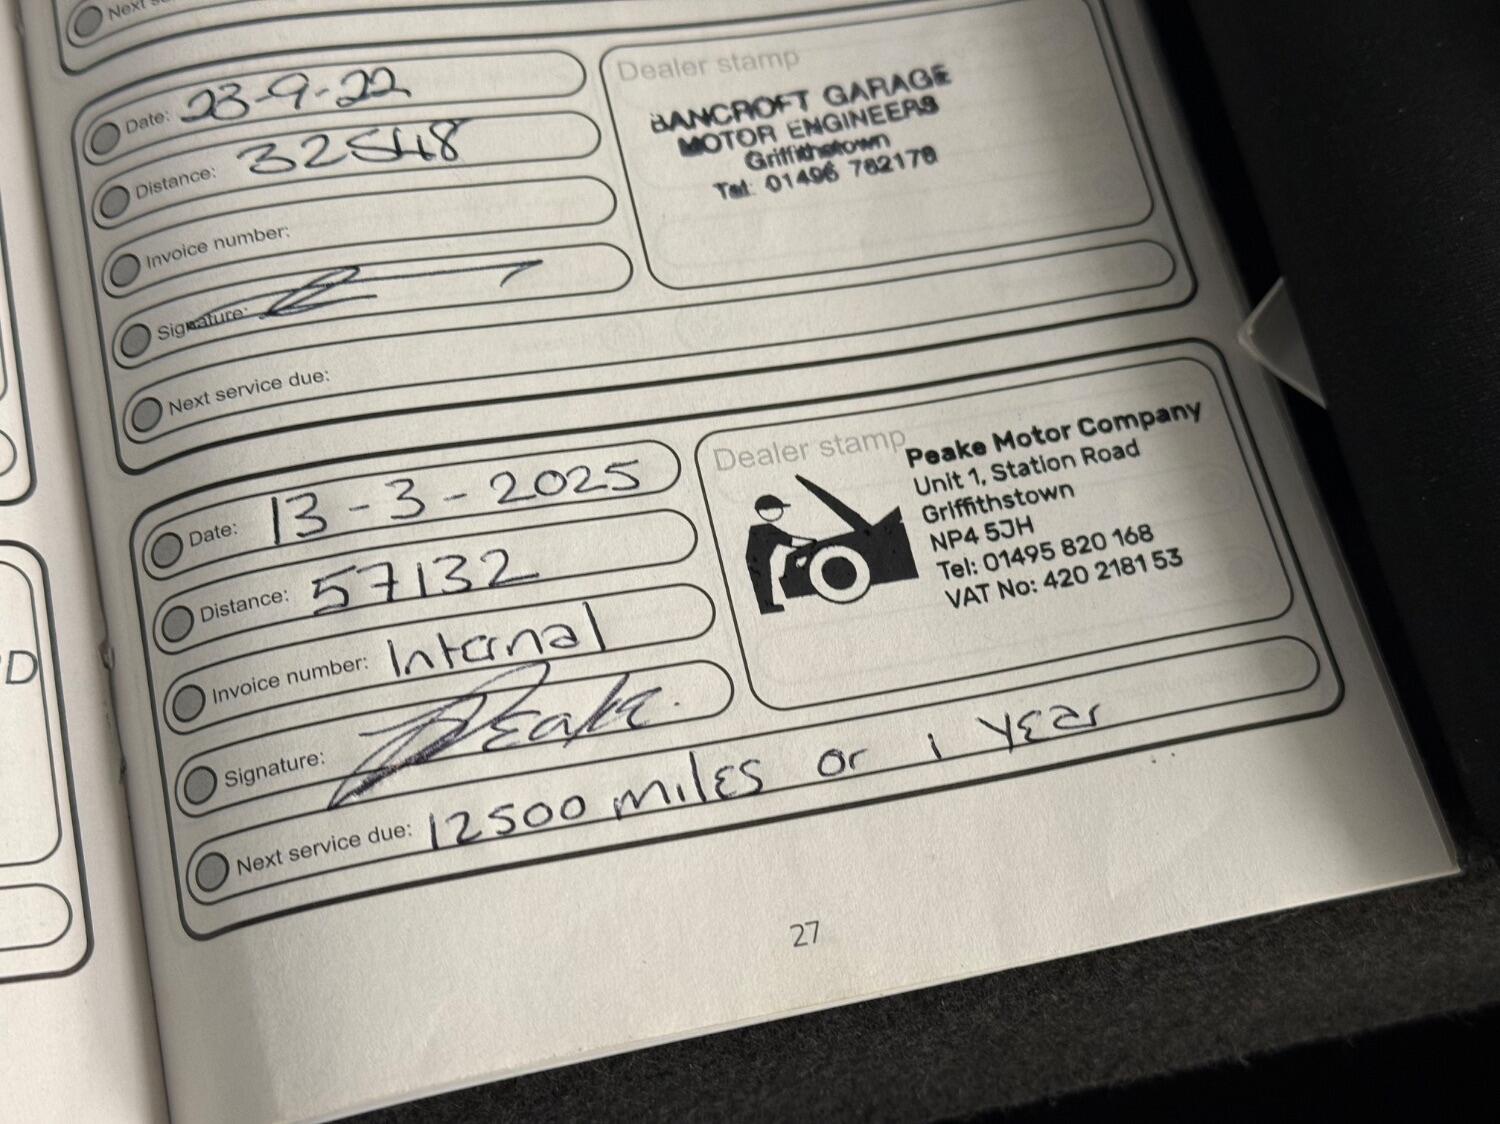 Next
Date: 23-9-22
Distance: 32548
Invoice number:
Signature:
Next service due:
Dealer stamp
BANCROFT GARAGE
MOTOR ENGINEERS
Griffithstown
Tel: 01495 762178
Date: 13-3-2025
Distance: 57132
Invoice number: Internal
Signature: Peake.
Next service due: 12500 miles or 1 year
Dealer stamp
Peake Motor Company
Unit 1, Station Road
Griffithstown
NP4 5JH
Tel: 01495 820 168
VAT No: 420 2181 53
27
D